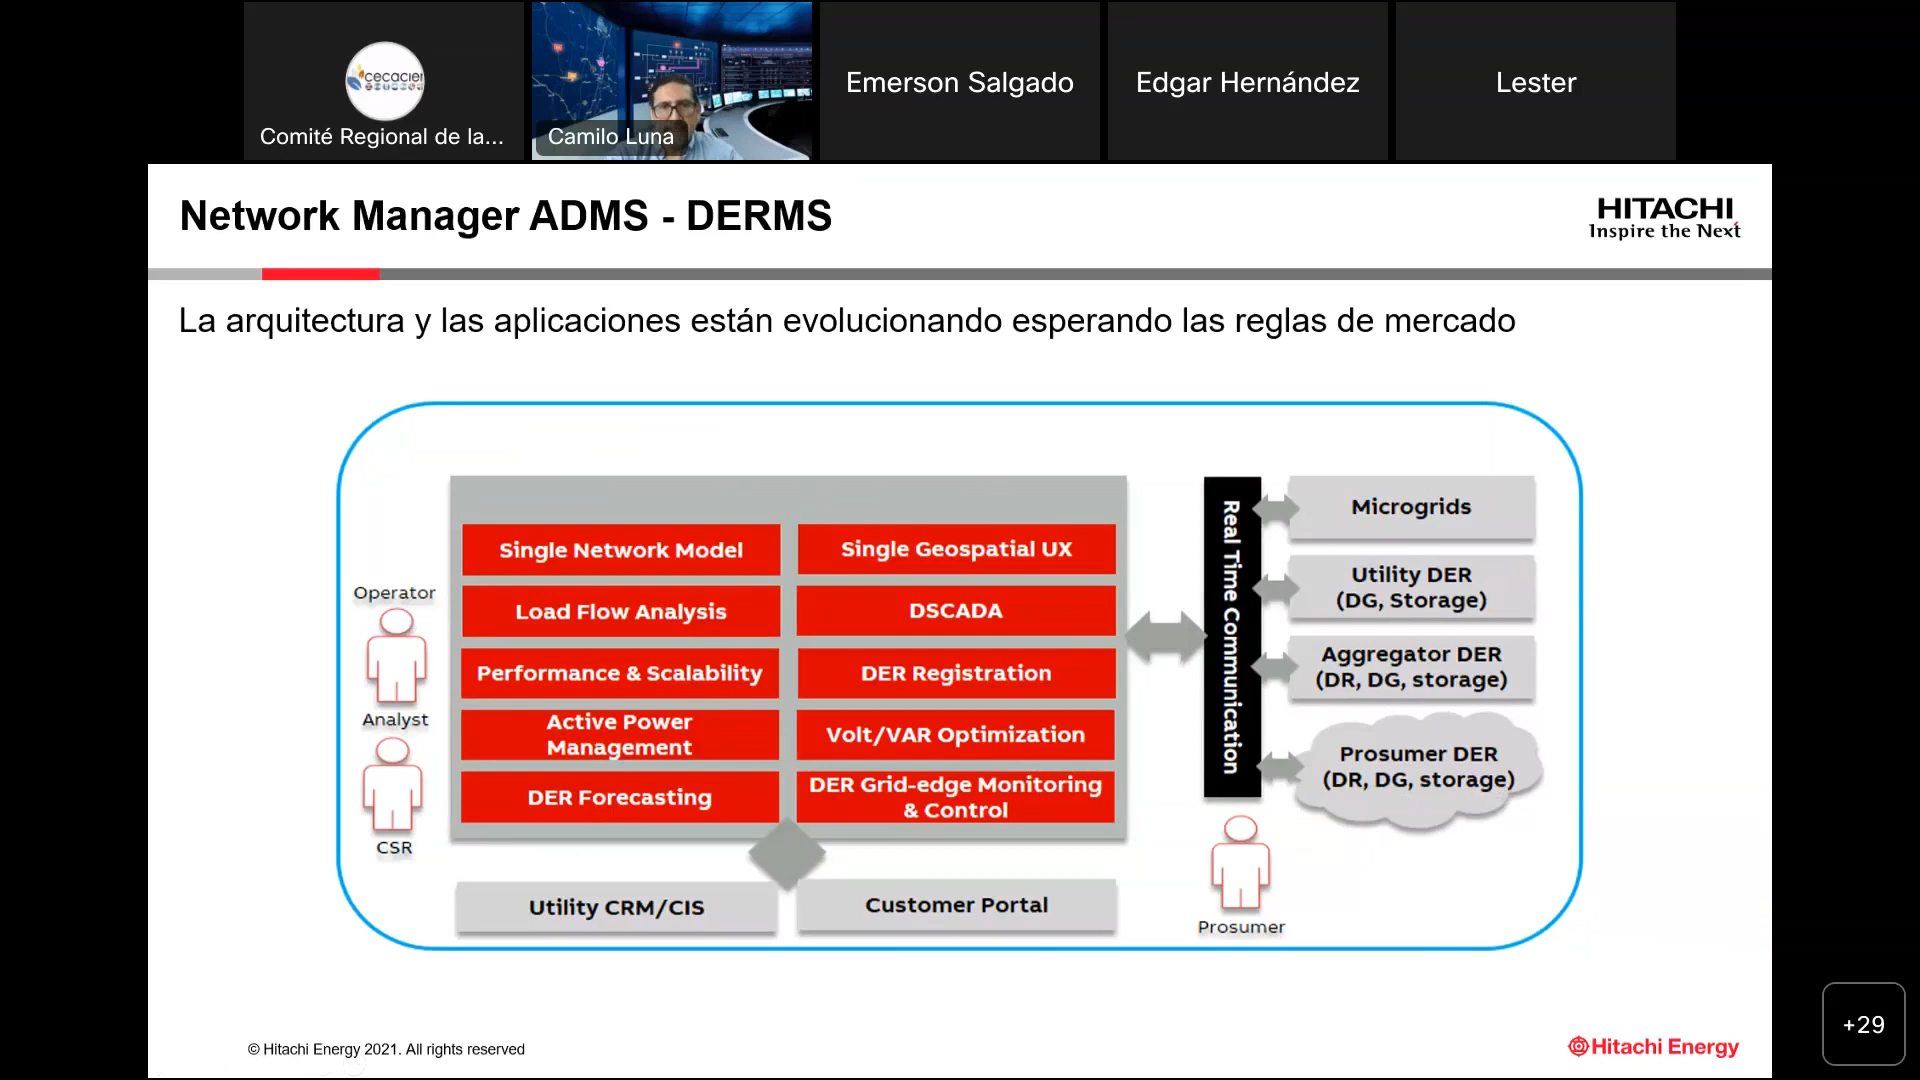 cecacier
Comité Regional de la...
Camilo Luna
Emerson Salgado
Edgar Hernández
Lester
Network Manager ADMS - DERMS
HITACHI
Inspire the Next
La arquitectura y las aplicaciones están evolucionando esperando las reglas de mercado
Operator
Analyst
CSR
Single Network Model
Single Geospatial UX
Load Flow Analysis
DSCADA
Performance & Scalability
DER Registration
Active Power
Management
Volt/VAR Optimization
DER Forecasting
DER Grid-edge Monitoring
& Control
Utility CRM/CIS
Customer Portal
Real Time Communication
Microgrids
Utility DER
(DG, Storage)
Aggregator DER
(DR, DG, storage)
Prosumer DER
(DR, DG, storage)
Prosumer
© Hitachi Energy 2021. All rights reserved
Hitachi Energy
+29